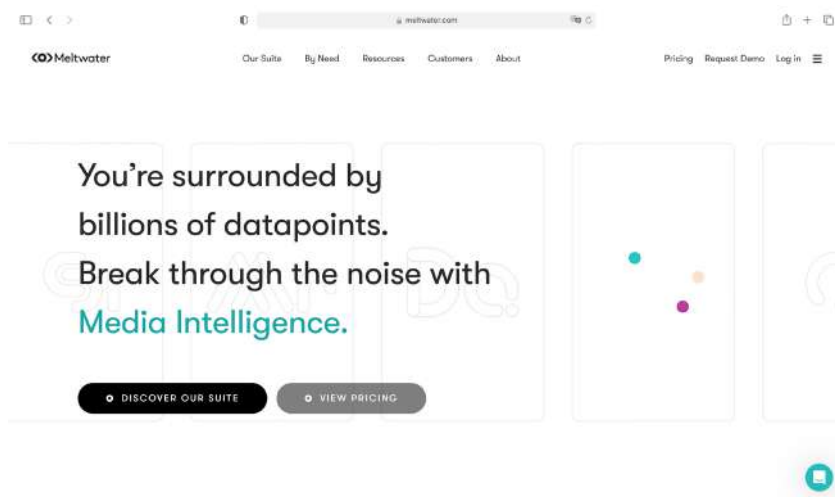 meltwater.com
Meltwater
Our Suite By Need Resources Customers About
Pricing Request Demo Log in
You're surrounded by
billions of datapoints.
Break through the noise with
Media Intelligence.
DISCOVER OUR SUITE
VIEW PRICING